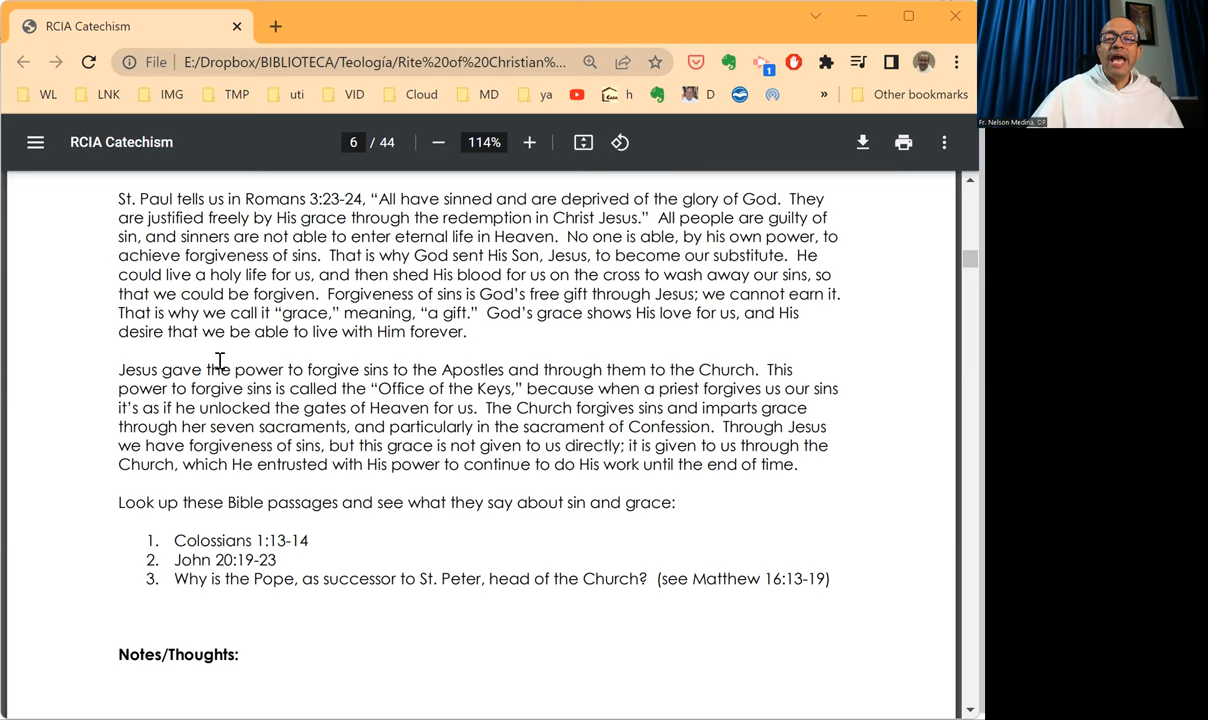 RCIA Catechism
File E:/Dropbox/BIBLIOTECA/Teología/Rite%20of%20Christian%...
1
WL LNK IMG TMP uti VID Cloud MD ya h D » Other bookmarks
RCIA Catechism 6 / 44 114%
Fr. Nelson Medina, OP
St. Paul tells us in Romans 3:23-24, “All have sinned and are deprived of the glory of God. They
are justified freely by His grace through the redemption in Christ Jesus.” All people are guilty of
sin, and sinners are not able to enter eternal life in Heaven. No one is able, by his own power, to
achieve forgiveness of sins. That is why God sent His Son, Jesus, to become our substitute. He
could live a holy life for us, and then shed His blood for us on the cross to wash away our sins, so
that we could be forgiven. Forgiveness of sins is God’s free gift through Jesus; we cannot earn it.
That is why we call it “grace,” meaning, “a gift.” God’s grace shows His love for us, and His
desire that we be able to live with Him forever.
Jesus gave the power to forgive sins to the Apostles and through them to the Church. This
power to forgive sins is called the “Office of the Keys,” because when a priest forgives us our sins
it’s as if he unlocked the gates of Heaven for us. The Church forgives sins and imparts grace
through her seven sacraments, and particularly in the sacrament of Confession. Through Jesus
we have forgiveness of sins, but this grace is not given to us directly; it is given to us through the
Church, which He entrusted with His power to continue to do His work until the end of time.
Look up these Bible passages and see what they say about sin and grace:
1. Colossians 1:13-14
2. John 20:19-23
3. Why is the Pope, as successor to St. Peter, head of the Church? (see Matthew 16:13-19)
Notes/Thoughts: